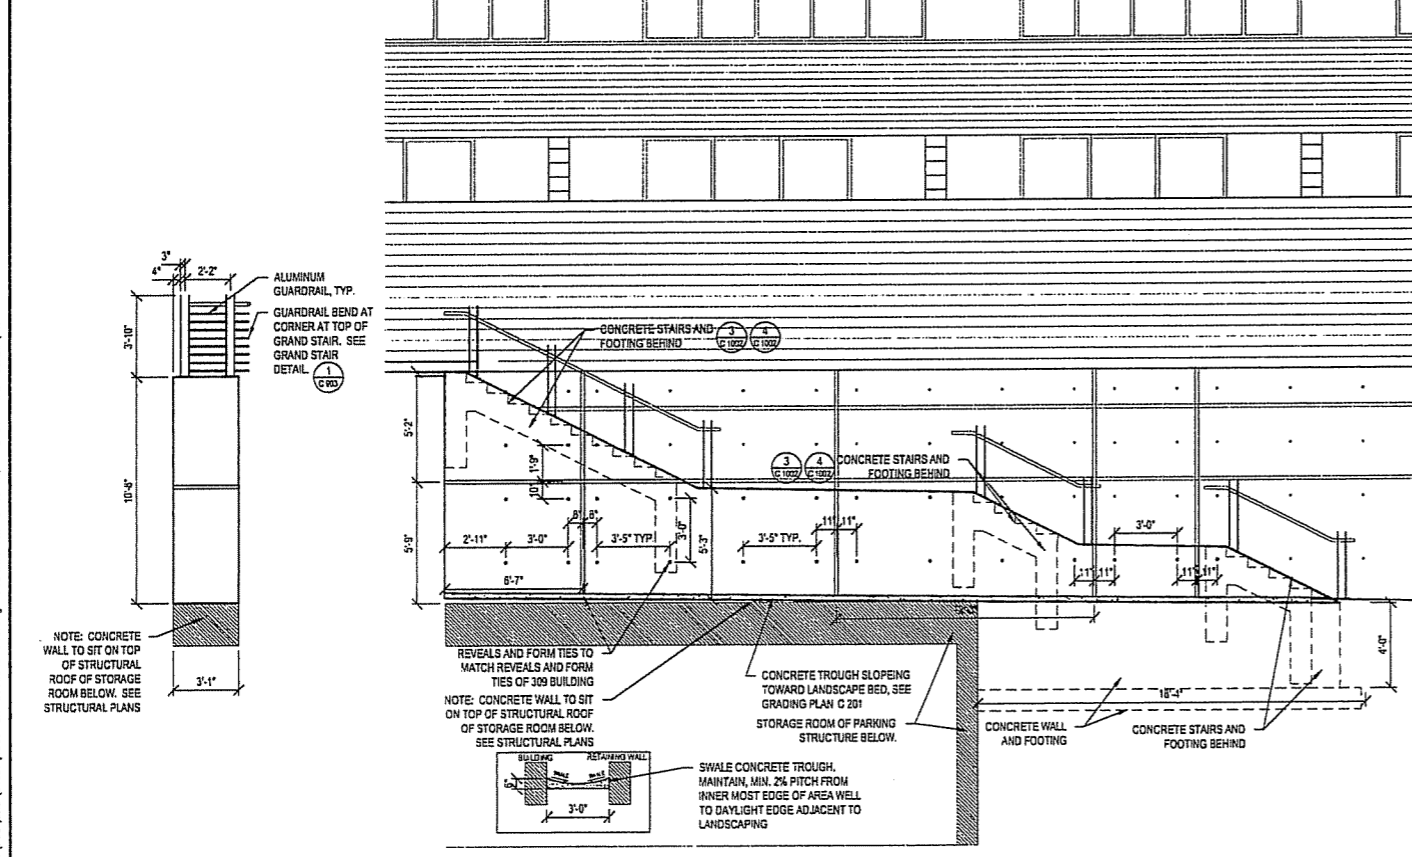 3"
4"
2'-2"
ALUMINUM
GUARDRAIL, TYP.
GUARDRAIL BEND AT
CORNER AT TOP OF
GRAND STAIR. SEE
GRAND STAIR
DETAIL
1
C 903
3'-10"
10'-8"
NOTE: CONCRETE
WALL TO SIT ON TOP
OF STRUCTURAL
ROOF OF STORAGE
ROOM BELOW. SEE
STRUCTURAL PLANS
3'-1"
CONCRETE STAIRS AND
FOOTING BEHIND
3
C 1002
4
C 1002
5'-2"
5'-9"
1'-9"
10"
8"
8"
2'-11"
3'-0"
3'-5" TYP.
3'-0"
5'-3"
6'-7"
3'-5" TYP.
11"
11"
3
C 1002
4
C 1002
CONCRETE STAIRS AND
FOOTING BEHIND
3'-0"
11"
11"
11"
11"
4'-0"
18'-4"
REVEALS AND FORM TIES TO
MATCH REVEALS AND FORM
TIES OF 309 BUILDING
NOTE: CONCRETE WALL TO SIT
ON TOP OF STRUCTURAL ROOF
OF STORAGE ROOM BELOW.
SEE STRUCTURAL PLANS
CONCRETE TROUGH SLOPEING
TOWARD LANDSCAPE BED, SEE
GRADING PLAN C 201
STORAGE ROOM OF PARKING
STRUCTURE BELOW.
CONCRETE WALL
AND FOOTING
CONCRETE STAIRS AND
FOOTING BEHIND
BUILDING
RETAINING WALL
SWALE
SWALE
6"
3'-0"
SWALE CONCRETE TROUGH,
MAINTAIN, MIN. 2% PITCH FROM
INNER MOST EDGE OF AREA WELL
TO DAYLIGHT EDGE ADJACENT TO
LANDSCAPING